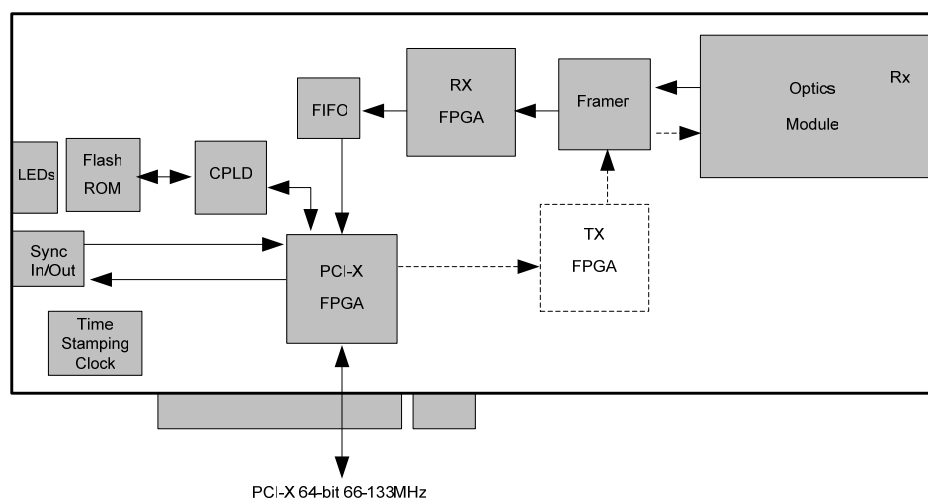 RX
FPGA
Framer
Optics
Module
Rx
FIFO
LEDs
Flash
ROM
CPLD
TX
FPGA
Sync
In/Out
PCI-X
FPGA
Time
Stamping
Clock
PCI-X 64-bit 66-133MHz